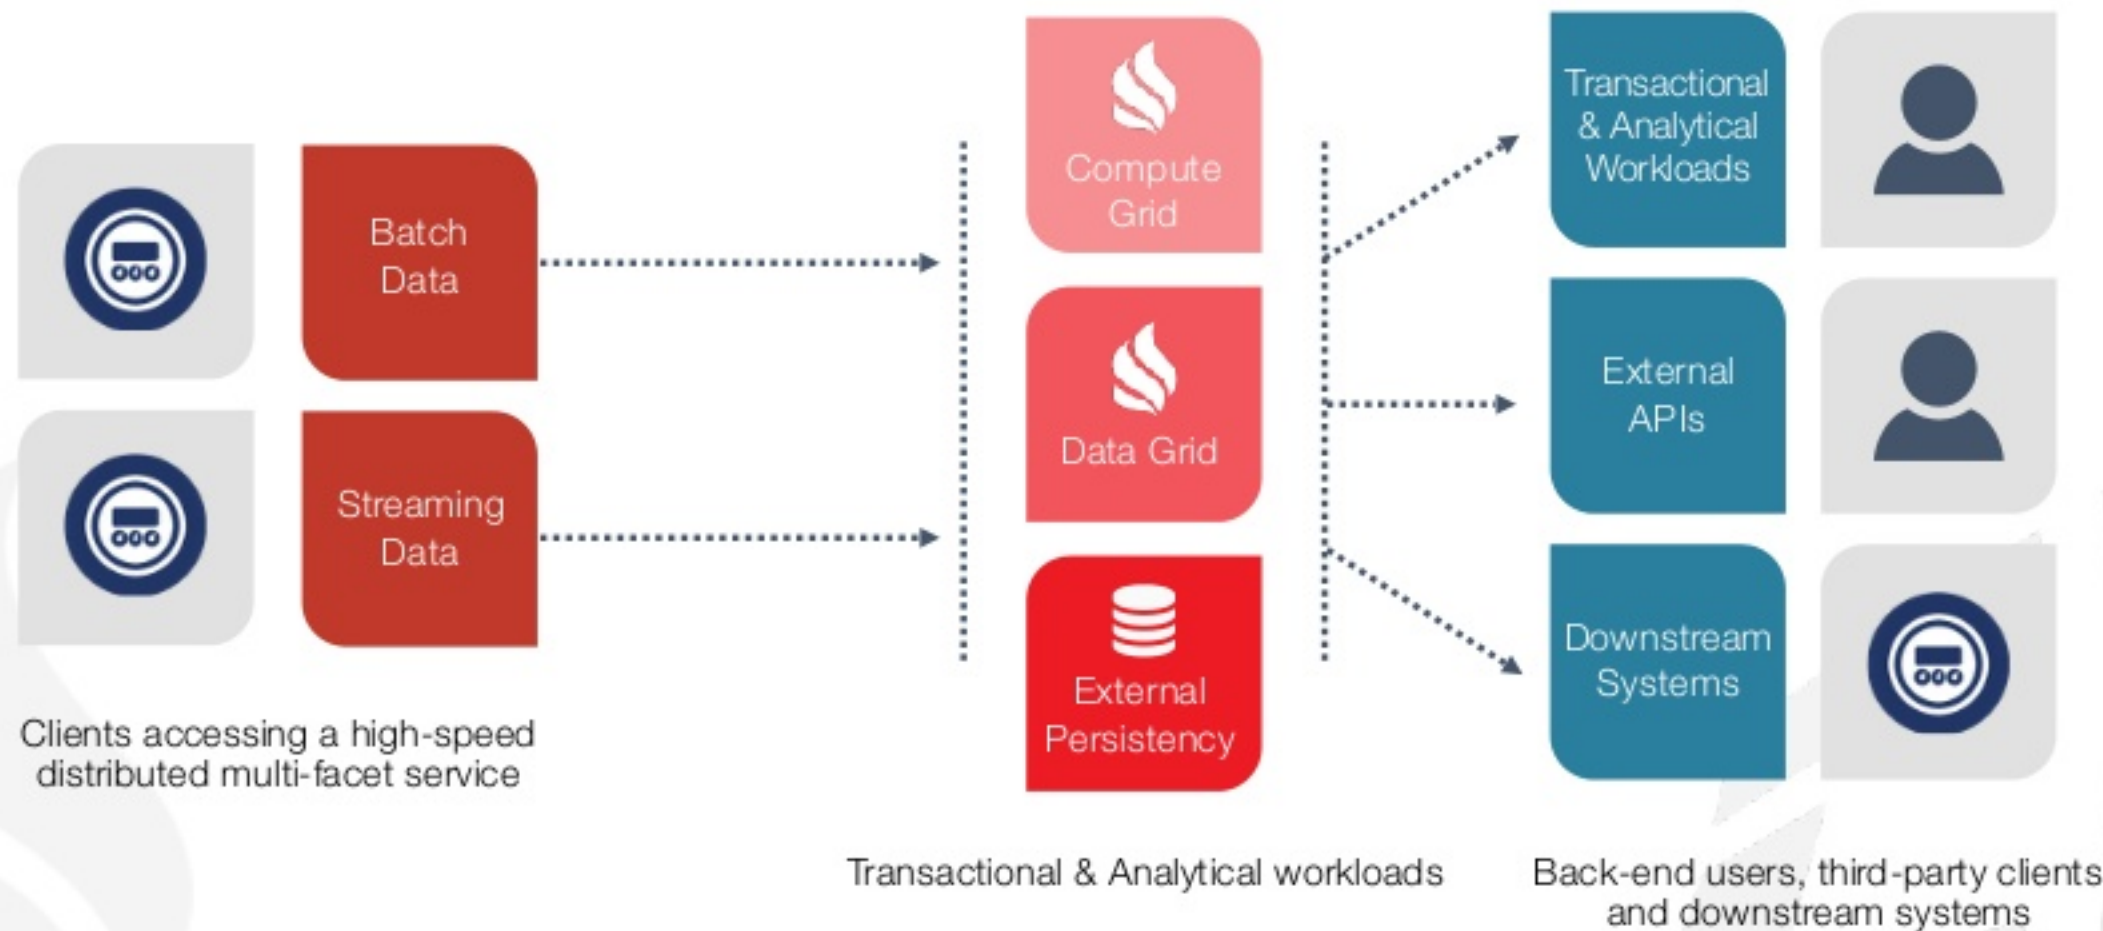 Batch
Data
Streaming
Data
Clients accessing a high-speed
distributed multi-facet service
Compute
Grid
Data Grid
External
Persistency
Transactional & Analytical workloads
Transactional
& Analytical
Workloads
External
APIs
Downstream
Systems
Back-end users, third-party clients
and downstream systems